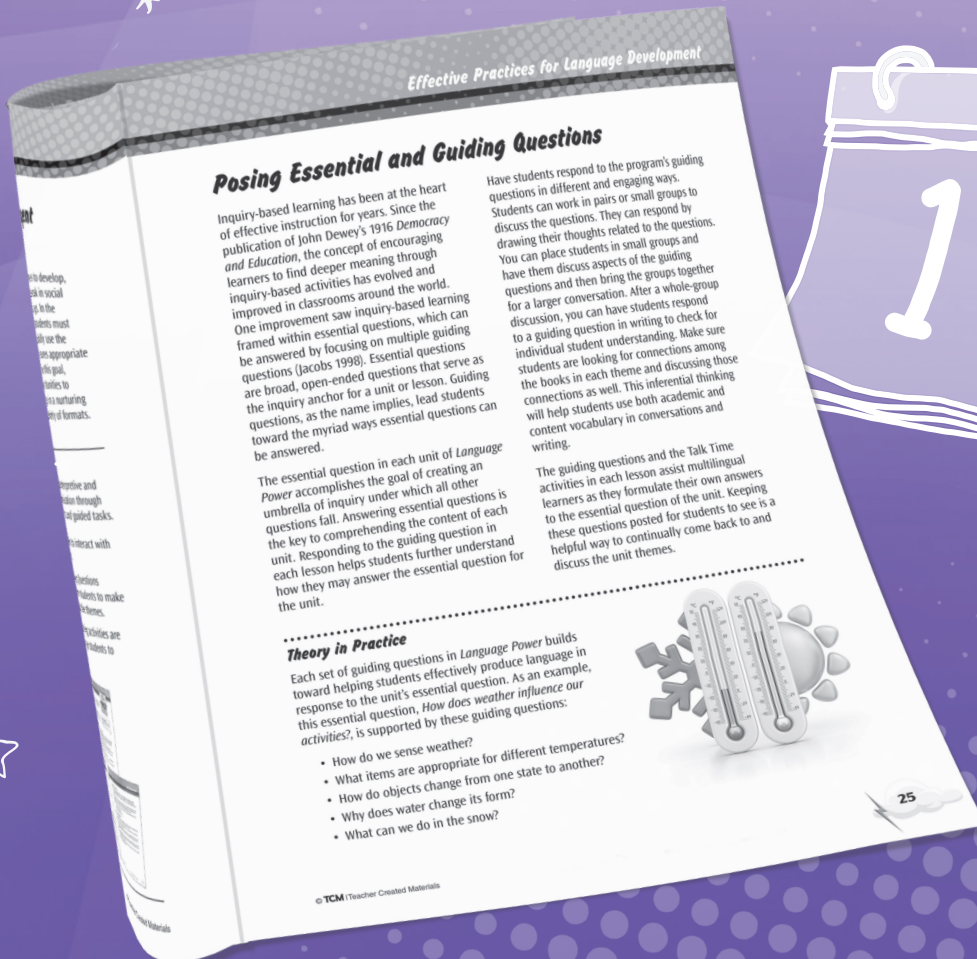 Effective Practices for Language Development
Posing Essential and Guiding Questions
Inquiry-based learning has been at the heart
of effective instruction for years. Since the
publication of John Dewey's 1916 Democracy
and Education, the concept of encouraging
learners to find deeper meaning through
inquiry-based activities has evolved and
improved in classrooms around the world.
One improvement saw inquiry-based learning
framed within essential questions, which can
be answered by focusing on multiple guiding
questions (Jacobs 1998). Essential questions
are broad, open-ended questions that serve as
the inquiry anchor for a unit or lesson. Guiding
questions, as the name implies, lead students
toward the myriad ways essential questions can
be answered.
The essential question in each unit of Language
Power accomplishes the goal of creating an
umbrella of inquiry under which all other
questions fall. Answering essential questions is
the key to comprehending the content of each
unit. Responding to the guiding question in
each lesson helps students further understand
how they may answer the essential question for
the unit.
Have students respond to the program's guiding
questions in different and engaging ways.
Students can work in pairs or small groups to
discuss the questions. They can respond by
drawing their thoughts related to the questions.
You can place students in small groups and
have them discuss aspects of the guiding
questions and then bring the groups together
for a larger conversation. After a whole-group
discussion, you can have students respond
to a guiding question in writing to check for
individual student understanding. Make sure
students are looking for connections among
the books in each theme and discussing those
connections as well. This inferential thinking
will help students use both academic and
content vocabulary in conversations and
writing.
The guiding questions and the Talk Time
activities in each lesson assist multilingual
learners as they formulate their own answers
to the essential question of the unit. Keeping
these questions posted for students to see is a
helpful way to continually come back to and
discuss the unit themes.
Theory in Practice
Each set of guiding questions in Language Power builds
toward helping students effectively produce language in
response to the unit's essential question. As an example,
this essential question, How does weather influence our
activities?, is supported by these guiding questions:
• How do we sense weather?
• What items are appropriate for different temperatures?
• How do objects change from one state to another?
• Why does water change its form?
• What can we do in the snow?
© TCM | Teacher Created Materials
25
1